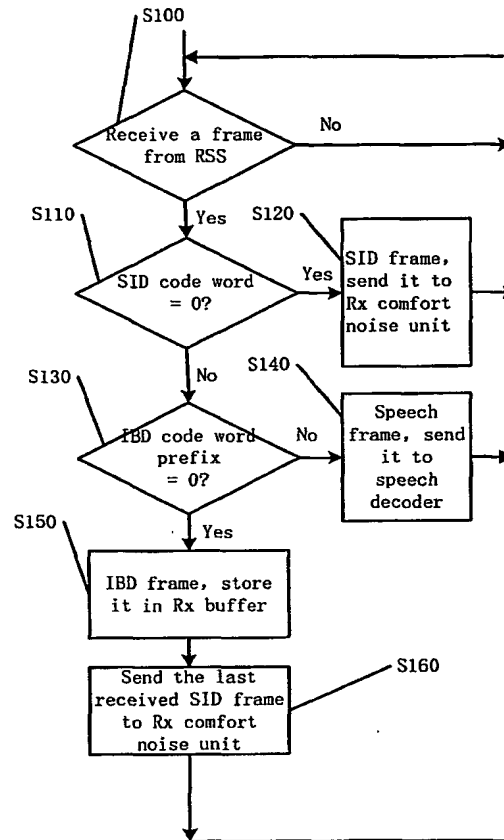 S100
Receive a frame
from RSS
No
Yes
S110
SID code word
= 0?
Yes
S120
SID frame,
send it to
Rx comfort
noise unit
No
S130
IBD code word
prefix
= 0?
No
S140
Speech
frame, send
it to
speech
decoder
Yes
S150
IBD frame, store
it in Rx buffer
Send the last
received SID frame
to Rx comfort
noise unit
S160